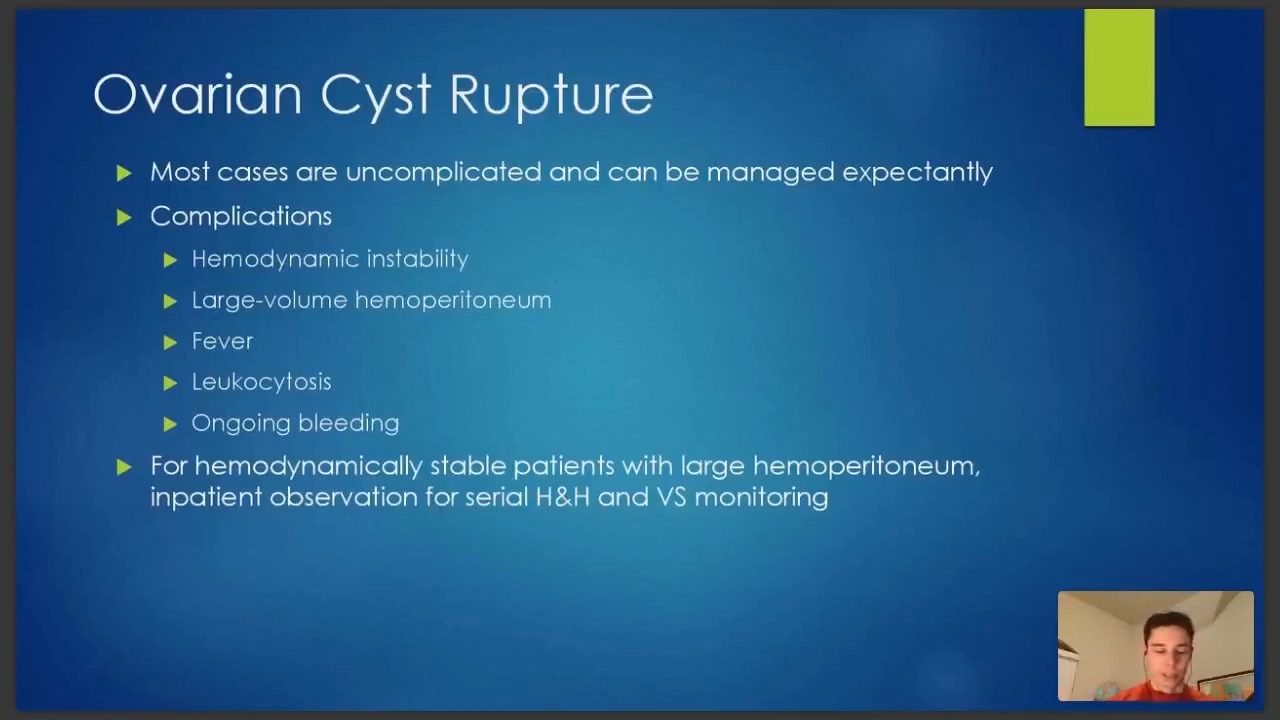 Ovarian Cyst Rupture
Most cases are uncomplicated and can be managed expectantly
Complications
Hemodynamic instability
Large-volume hemoperitoneum
Fever
Leukocytosis
Ongoing bleeding
For hemodynamically stable patients with large hemoperitoneum,
inpatient observation for serial H&H and VS monitoring